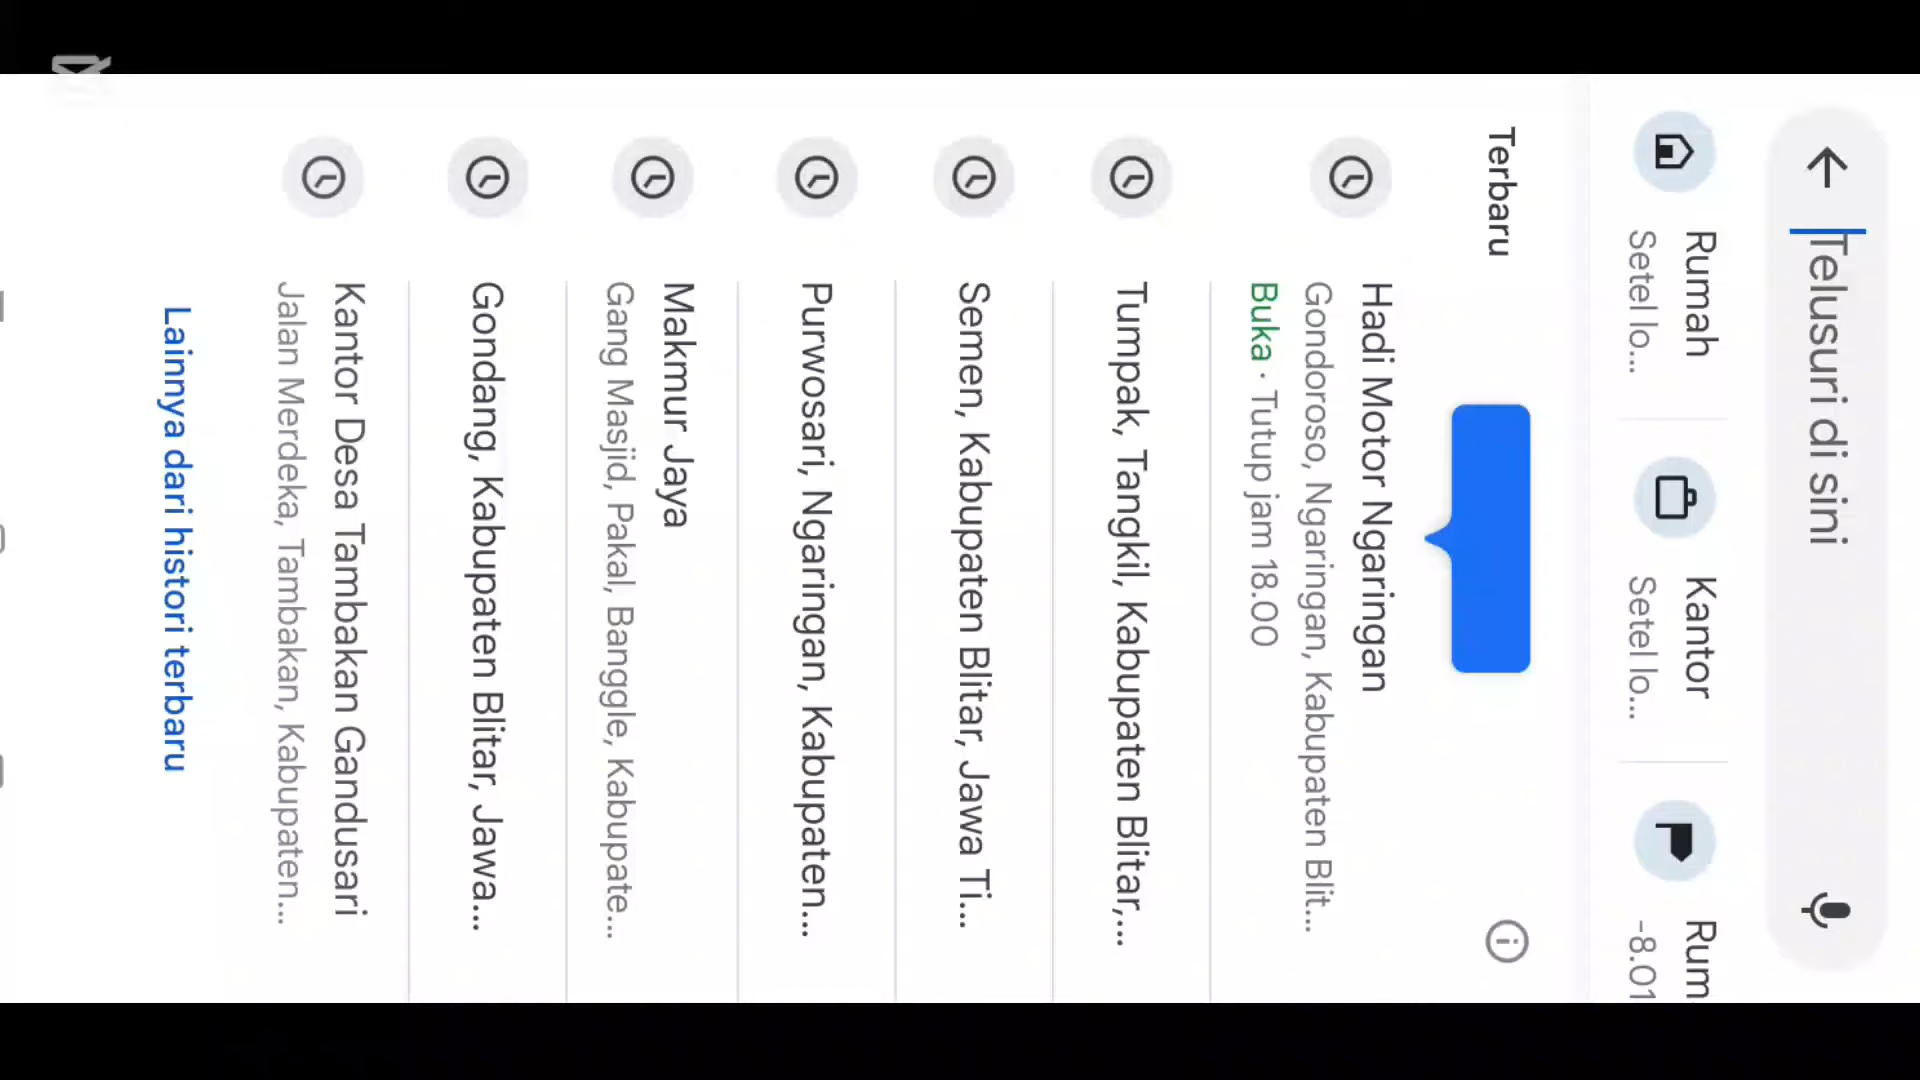 Telusuri di sini
Rumah
Setel lo...
Kantor
Setel lo...
Rum
-8.01
Terbaru
Hadi Motor Ngaringan
Gondoroso, Ngaringan, Kabupaten Blit...
Buka · Tutup jam 18.00
Tumpak, Tangkil, Kabupaten Blitar,...
Semen, Kabupaten Blitar, Jawa Ti...
Purwosari, Ngaringan, Kabupaten...
Makmur Jaya
Gang Masjid, Pakal, Banggle, Kabupate...
Gondang, Kabupaten Blitar, Jawa...
Kantor Desa Tambakan Gandusari
Jalan Merdeka, Tambakan, Kabupaten...
Lainnya dari histori terbaru